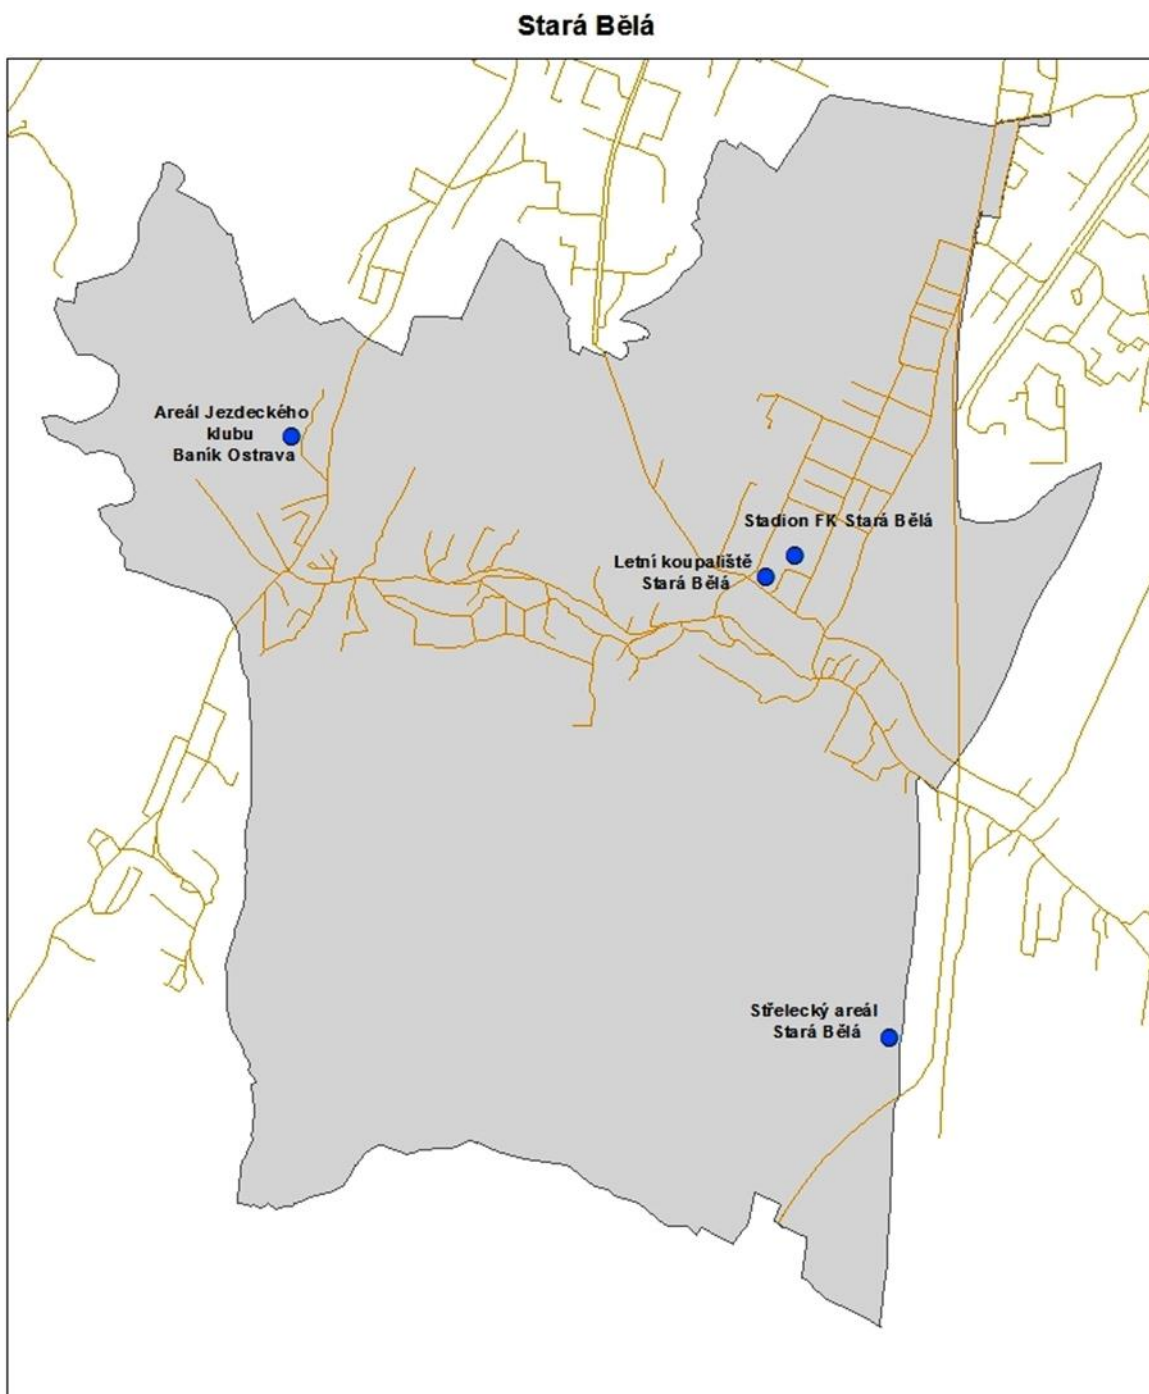 Stará Bělá
Areál Jezdeckého
klubu
Baník Ostrava
Stadion FK Stará Bělá
Letní koupaliště
Stará Bělá
Střelecký areál
Stará Bělá